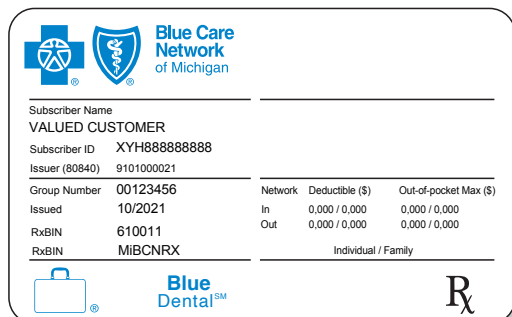 Blue Care
Network
of Michigan
®
®
Subscriber Name
VALUED CUSTOMER
Subscriber ID XYH888888888
Issuer (80840) 9101000021
Group Number 00123456
Issued 10/2021
RxBIN 610011
RxBIN MiBCNRX
Network Deductible ($) Out-of-pocket Max ($)
In 0,000 / 0,000 0,000 / 0,000
Out 0,000 / 0,000 0,000 / 0,000
Individual / Family
®
Blue
Dental℠
Rx